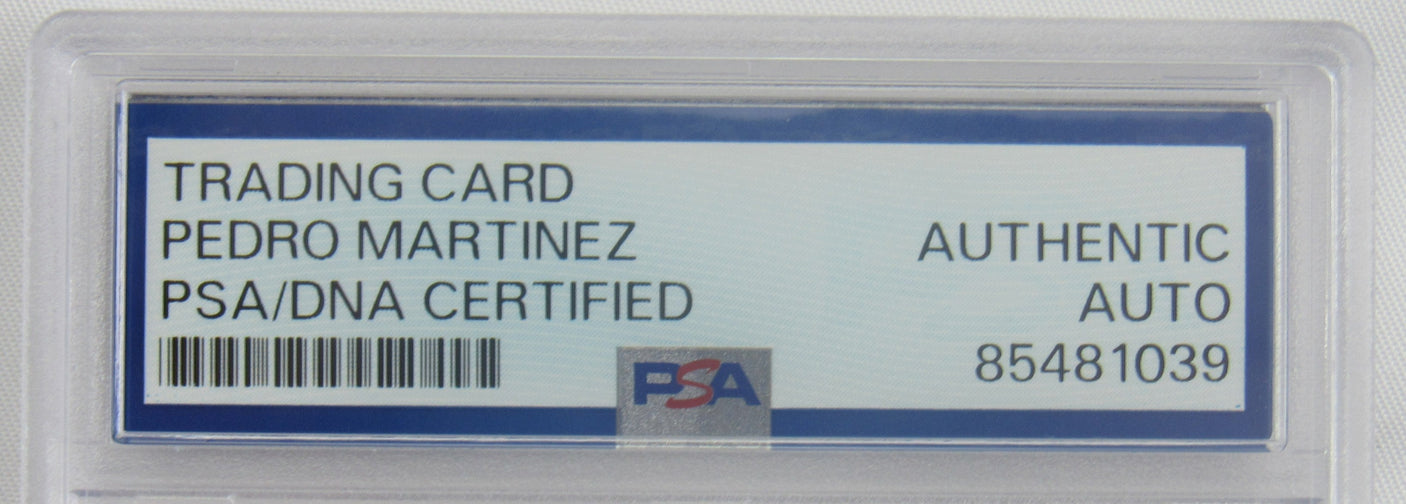 TRADING CARD
PEDRO MARTINEZ
AUTHENTIC
PSA/DNA CERTIFIED
AUTO
85481039
PSA